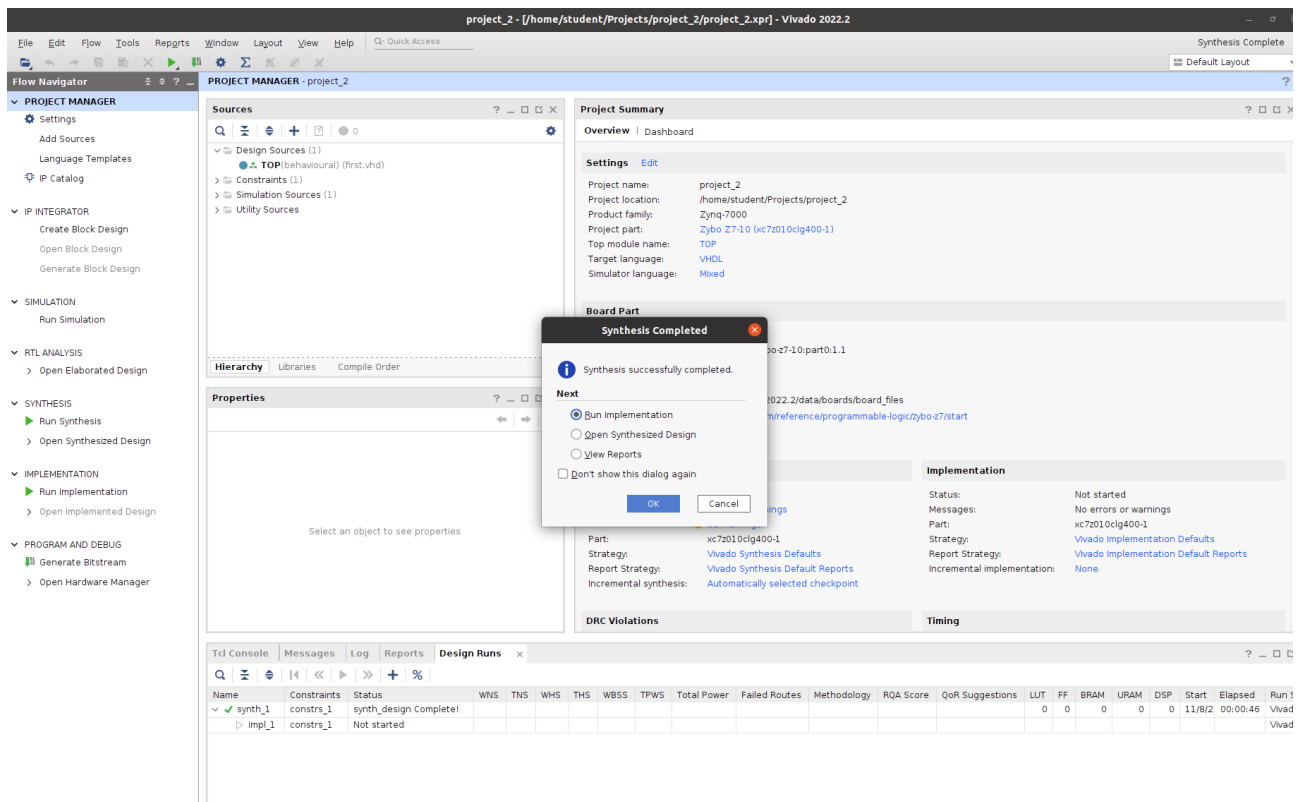 project_2 - [/home/student/Projects/project_2/project_2.xpr] - Vivado 2022.2
File Edit Flow Tools Reports Window Layout View Help Q- Quick Access Synthesis Complete
Default Layout
Flow Navigator
PROJECT MANAGER
Settings
Add Sources
Language Templates
IP Catalog
IP INTEGRATOR
Create Block Design
Open Block Design
Generate Block Design
SIMULATION
Run Simulation
RTL ANALYSIS
Open Elaborated Design
SYNTHESIS
Run Synthesis
Open Synthesized Design
IMPLEMENTATION
Run Implementation
Open Implemented Design
PROGRAM AND DEBUG
Generate Bitstream
Open Hardware Manager
PROJECT MANAGER - project_2
Sources
0
Design Sources (1)
TOP(behavioural) (first.vhd)
Constraints (1)
Simulation Sources (1)
Utility Sources
Hierarchy Libraries Compile Order
Properties
Select an object to see properties
Project Summary
Overview | Dashboard
Settings Edit
Project name: project_2
Project location: /home/student/Projects/project_2
Product family: Zynq-7000
Project part: Zybo Z7-10 (xc7z010clg400-1)
Top module name: TOP
Target language: VHDL
Simulator language: Mixed
Board Part
bo-z7-10:part0:1.1
2022.2/data/boards/board_files
m/reference/programmable-logic/zybo-z7/start
Synthesis Completed
Synthesis successfully completed.
Next
Run Implementation
Open Synthesized Design
View Reports
Don't show this dialog again
OK Cancel
Part: xc7z010clg400-1
Strategy: Vivado Synthesis Defaults
Report Strategy: Vivado Synthesis Default Reports
Incremental synthesis: Automatically selected checkpoint
Implementation
Status: Not started
Messages: No errors or warnings
Part: xc7z010clg400-1
Strategy: Vivado Implementation Defaults
Report Strategy: Vivado Implementation Default Reports
Incremental implementation: None
DRC Violations
Timing
Tcl Console Messages Log Reports Design Runs
Name Constraints Status WNS TNS WHS THS WBSS TPWS Total Power Failed Routes Methodology RQA Score QoR Suggestions LUT FF BRAM URAM DSP Start Elapsed Run S
synth_1 constrs_1 synth_design Complete! 0 0 0 0 0 11/8/2 00:00:46 Vivad
impl_1 constrs_1 Not started Vivad